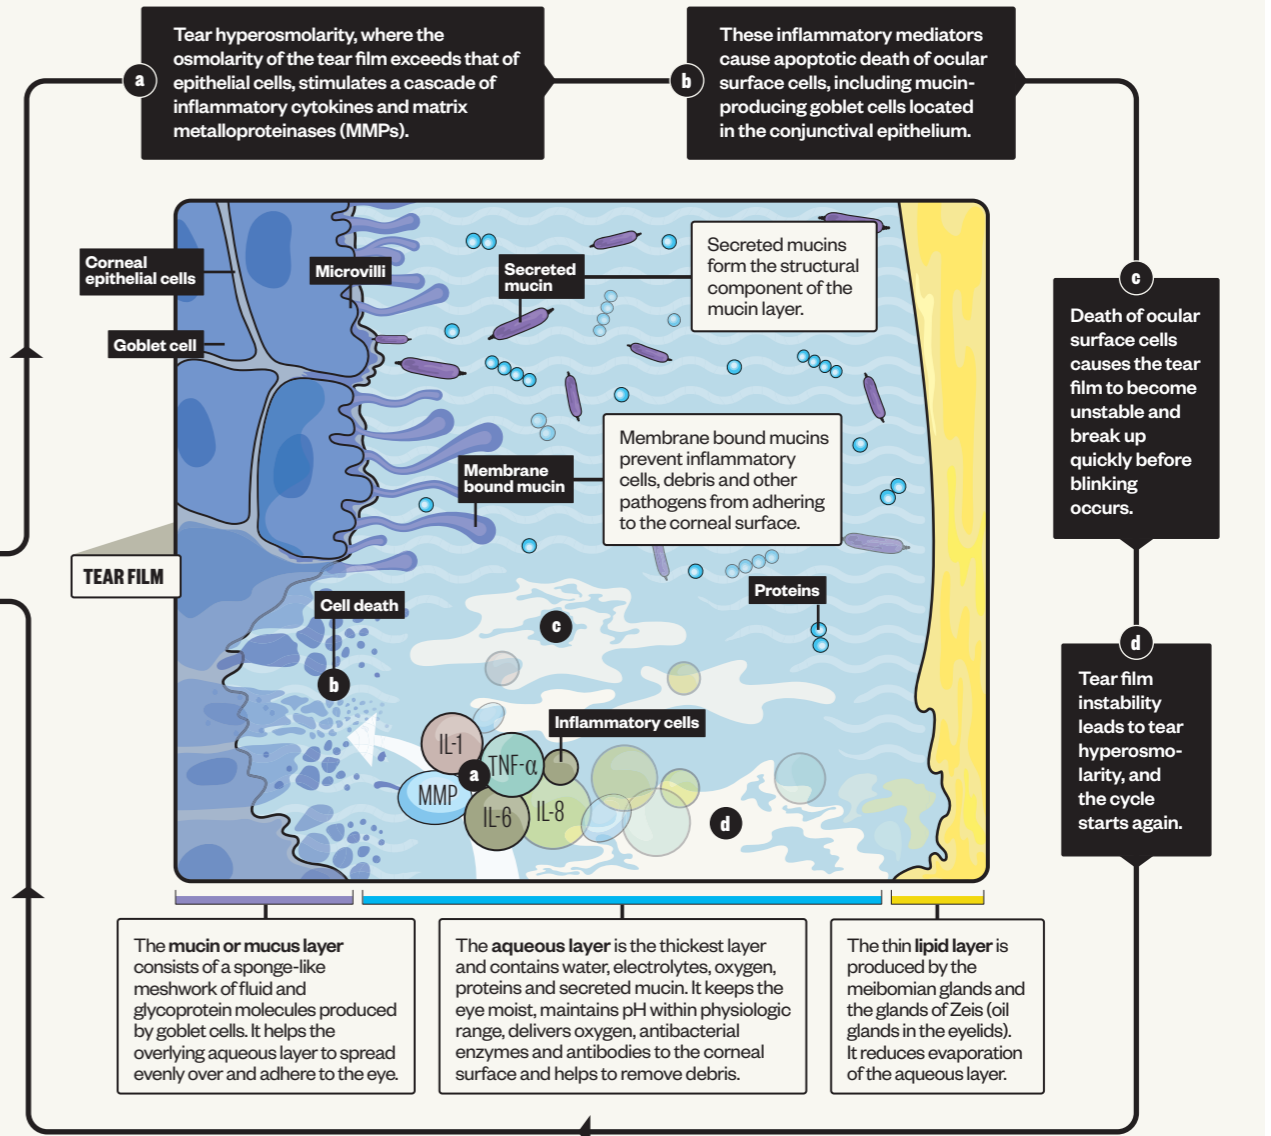 a
Tear hyperosmolarity, where the
osmolarity of the tear film exceeds that of
epithelial cells, stimulates a cascade of
inflammatory cytokines and matrix
metalloproteinases (MMPs).
b
These inflammatory mediators
cause apoptotic death of ocular
surface cells, including mucin-
producing goblet cells located
in the conjunctival epithelium.
c
Death of ocular
surface cells
causes the tear
film to become
unstable and
break up
quickly before
blinking
occurs.
d
Tear film
instability
leads to tear
hyperosmo-
larity, and
the cycle
starts again.
Corneal
epithelial cells
Goblet cell
Microvilli
Secreted
mucin
Secreted mucins
form the structural
component of the
mucin layer.
Membrane
bound mucin
Membrane bound mucins
prevent inflammatory
cells, debris and other
pathogens from adhering
to the corneal surface.
TEAR FILM
Cell death
b
c
Proteins
Inflammatory cells
IL-1
TNF-α
a
MMP
IL-6
IL-8
d
The mucin or mucus layer
consists of a sponge-like
meshwork of fluid and
glycoprotein molecules produced
by goblet cells. It helps the
overlying aqueous layer to spread
evenly over and adhere to the eye.
The aqueous layer is the thickest layer
and contains water, electrolytes, oxygen,
proteins and secreted mucin. It keeps the
eye moist, maintains pH within physiologic
range, delivers oxygen, antibacterial
enzymes and antibodies to the corneal
surface and helps to remove debris.
The thin lipid layer is
produced by the
meibomian glands and
the glands of Zeis (oil
glands in the eyelids).
It reduces evaporation
of the aqueous layer.